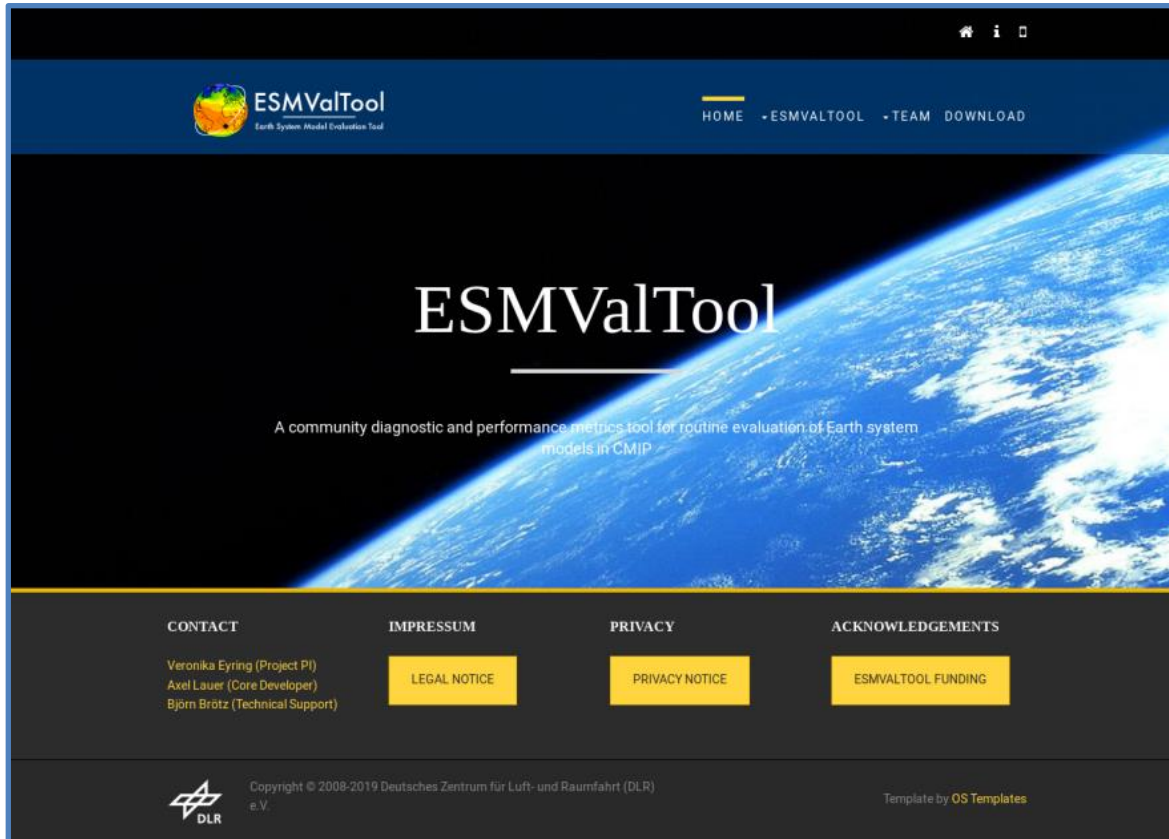 ESMValTool
Earth System Model Evaluation Tool
HOME ESMVALTOOL TEAM DOWNLOAD
ESMValTool
A community diagnostic and performance metrics tool for routine evaluation of Earth system
models in CMIP
CONTACT
Veronika Eyring (Project PI)
Axel Lauer (Core Developer)
Björn Brötz (Technical Support)
IMPRESSUM
LEGAL NOTICE
PRIVACY
PRIVACY NOTICE
ACKNOWLEDGEMENTS
ESMVALTOOL FUNDING
DLR
Copyright © 2008-2019 Deutsches Zentrum für Luft- und Raumfahrt (DLR)
e.V.
Template by OS Templates